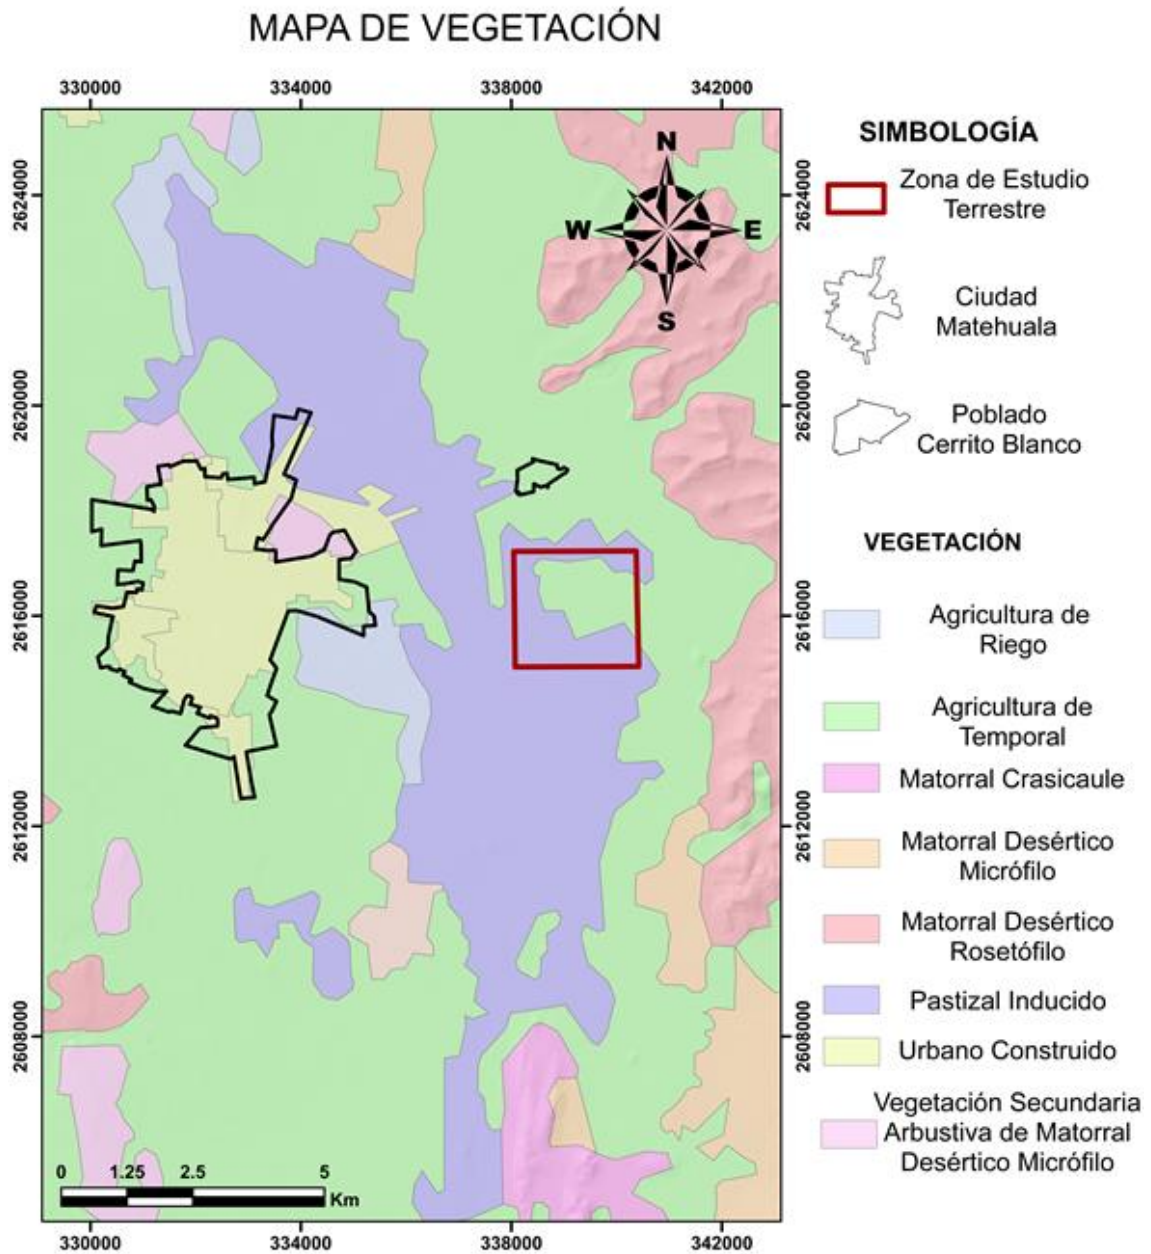 MAPA DE VEGETACIÓN
330000 334000 338000 342000
2624000
2620000
2616000
2612000
2608000
N
W E
S
2624000
2620000
2616000
2612000
2608000
0 1.25 2.5 5
Km
330000 334000 338000 342000
SIMBOLOGÍA
Zona de Estudio
Terrestre
Ciudad
Matehuala
Poblado
Cerrito Blanco
VEGETACIÓN
Agricultura de
Riego
Agricultura de
Temporal
Matorral Crasicaule
Matorral Desértico
Micrófilo
Matorral Desértico
Rosetófilo
Pastizal Inducido
Urbano Construido
Vegetación Secundaria
Arbustiva de Matorral
Desértico Micrófilo